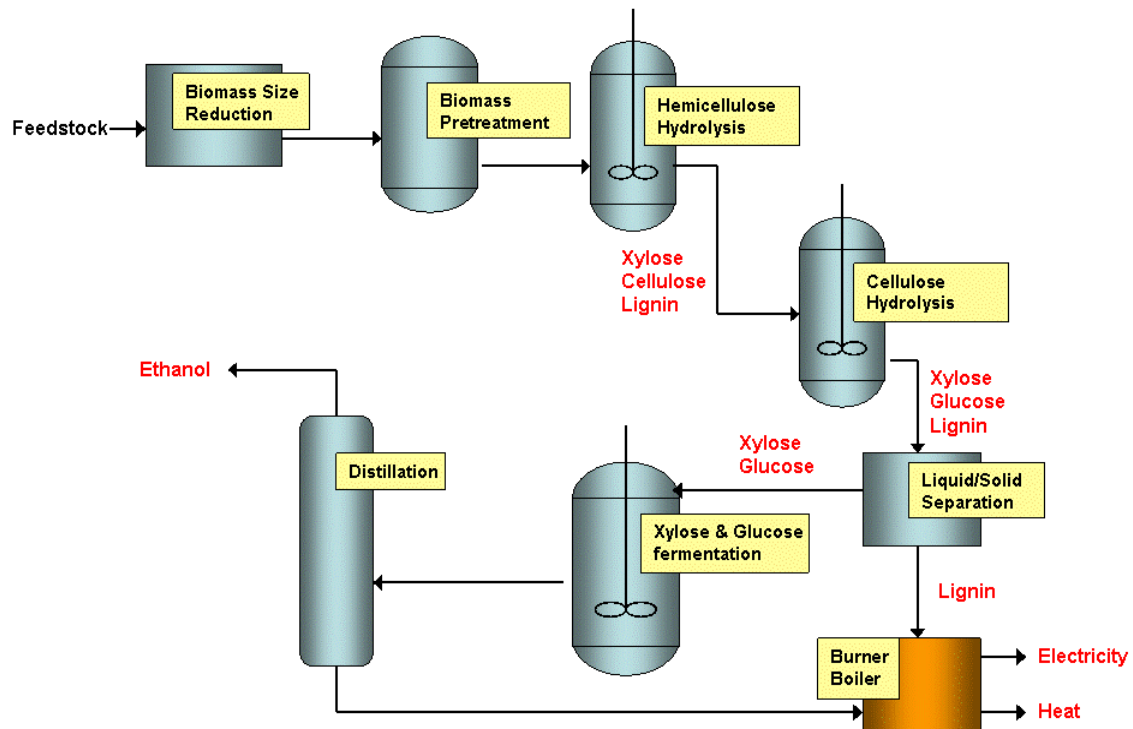 Biomass Size
Reduction
Feedstock
Biomass
Pretreatment
Hemicellulose
Hydrolysis
Xylose
Cellulose
Lignin
Cellulose
Hydrolysis
Xylose
Glucose
Lignin
Liquid/Solid
Separation
Xylose
Glucose
Xylose & Glucose
fermentation
Distillation
Ethanol
Lignin
Burner
Boiler
Electricity
Heat